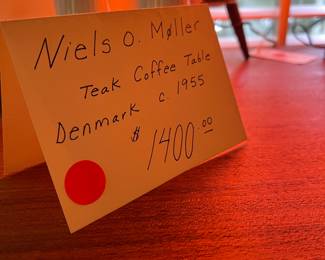 Niels O. Møller
Teak Coffee Table
Denmark c. 1955
$1400.00